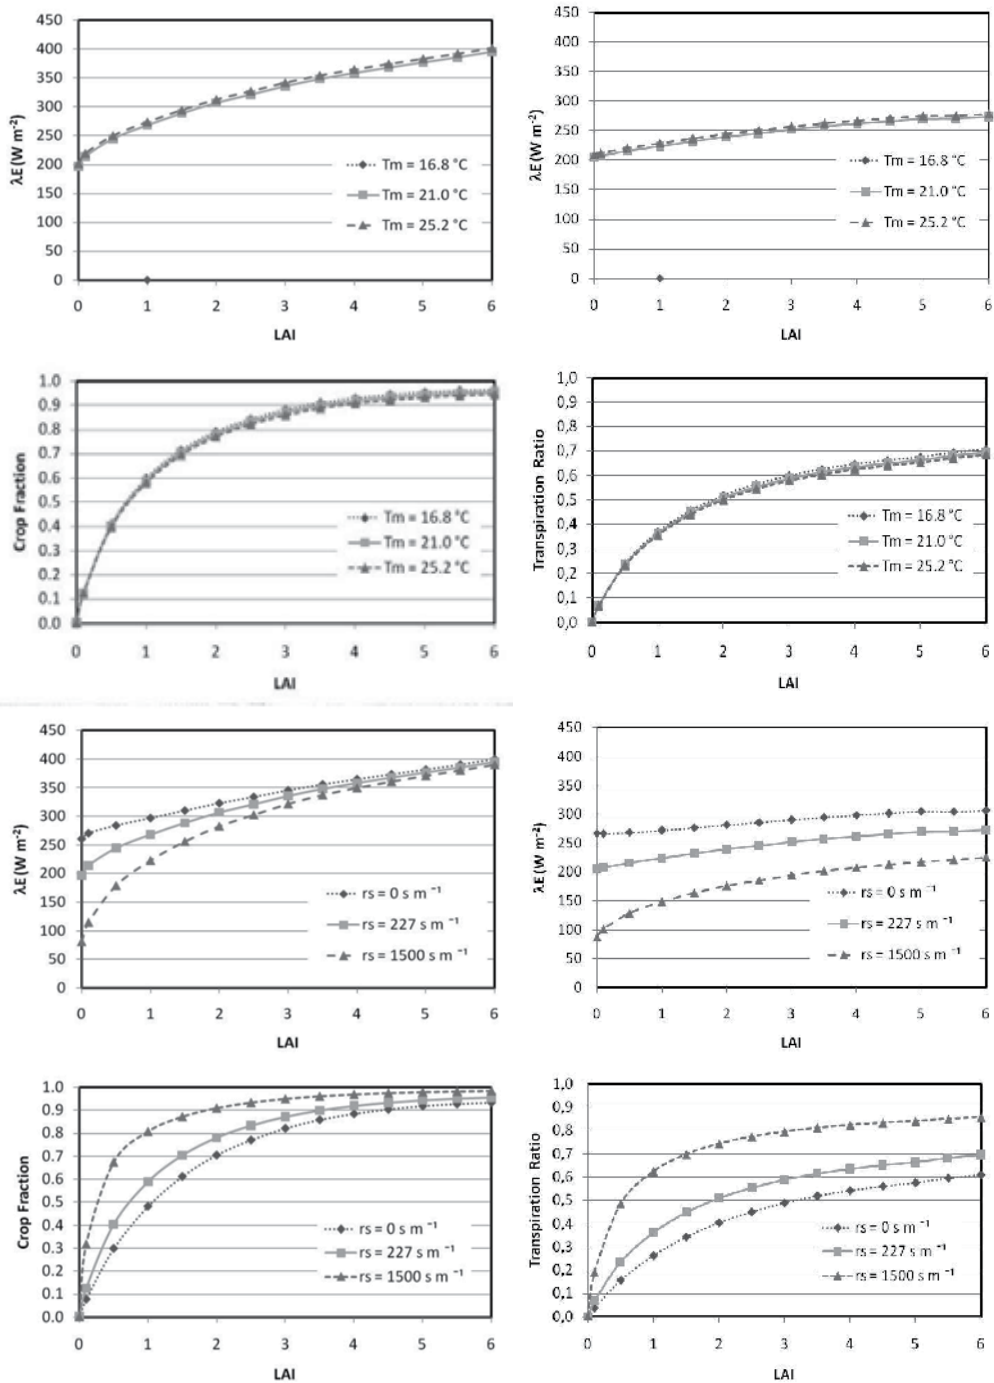 450
400
350
300
250
200
150
100
50
0
λE (W m⁻²)
Tm = 16.8 °C
Tm = 21.0 °C
Tm = 25.2 °C
0 1 2 3 4 5 6
LAI
450
400
350
300
250
200
150
100
50
0
λE (W m⁻²)
Tm = 16.8 °C
Tm = 21.0 °C
Tm = 25.2 °C
0 1 2 3 4 5 6
LAI
1.0
0.9
0.8
0.7
0.6
0.5
0.4
0.3
0.2
0.1
0.0
Crop Fraction
Tm = 16.8 °C
Tm = 21.0 °C
Tm = 25.2 °C
0 1 2 3 4 5 6
LAI
1,0
0,9
0,8
0,7
0,6
0,5
0,4
0,3
0,2
0,1
0,0
Transpiration Ratio
Tm = 16.8 °C
Tm = 21.0 °C
Tm = 25.2 °C
0 1 2 3 4 5 6
LAI
450
400
350
300
250
200
150
100
50
0
λE (W m⁻²)
rs = 0 s m ⁻¹
rs = 227 s m ⁻¹
rs = 1500 s m ⁻¹
0 1 2 3 4 5 6
LAI
450
400
350
300
250
200
150
100
50
0
λE (W m⁻²)
rs = 0 s m ⁻¹
rs = 227 s m ⁻¹
rs = 1500 s m ⁻¹
0 1 2 3 4 5 6
LAI
1.0
0.9
0.8
0.7
0.6
0.5
0.4
0.3
0.2
0.1
0.0
Crop Fraction
rs = 0 s m ⁻¹
rs = 227 s m ⁻¹
rs = 1500 s m ⁻¹
0 1 2 3 4 5 6
LAI
1,0
0,9
0,8
0,7
0,6
0,5
0,4
0,3
0,2
0,1
0,0
Transpiration Ratio
rs = 0 s m ⁻¹
rs = 227 s m ⁻¹
rs = 1500 s m ⁻¹
0 1 2 3 4 5 6
LAI